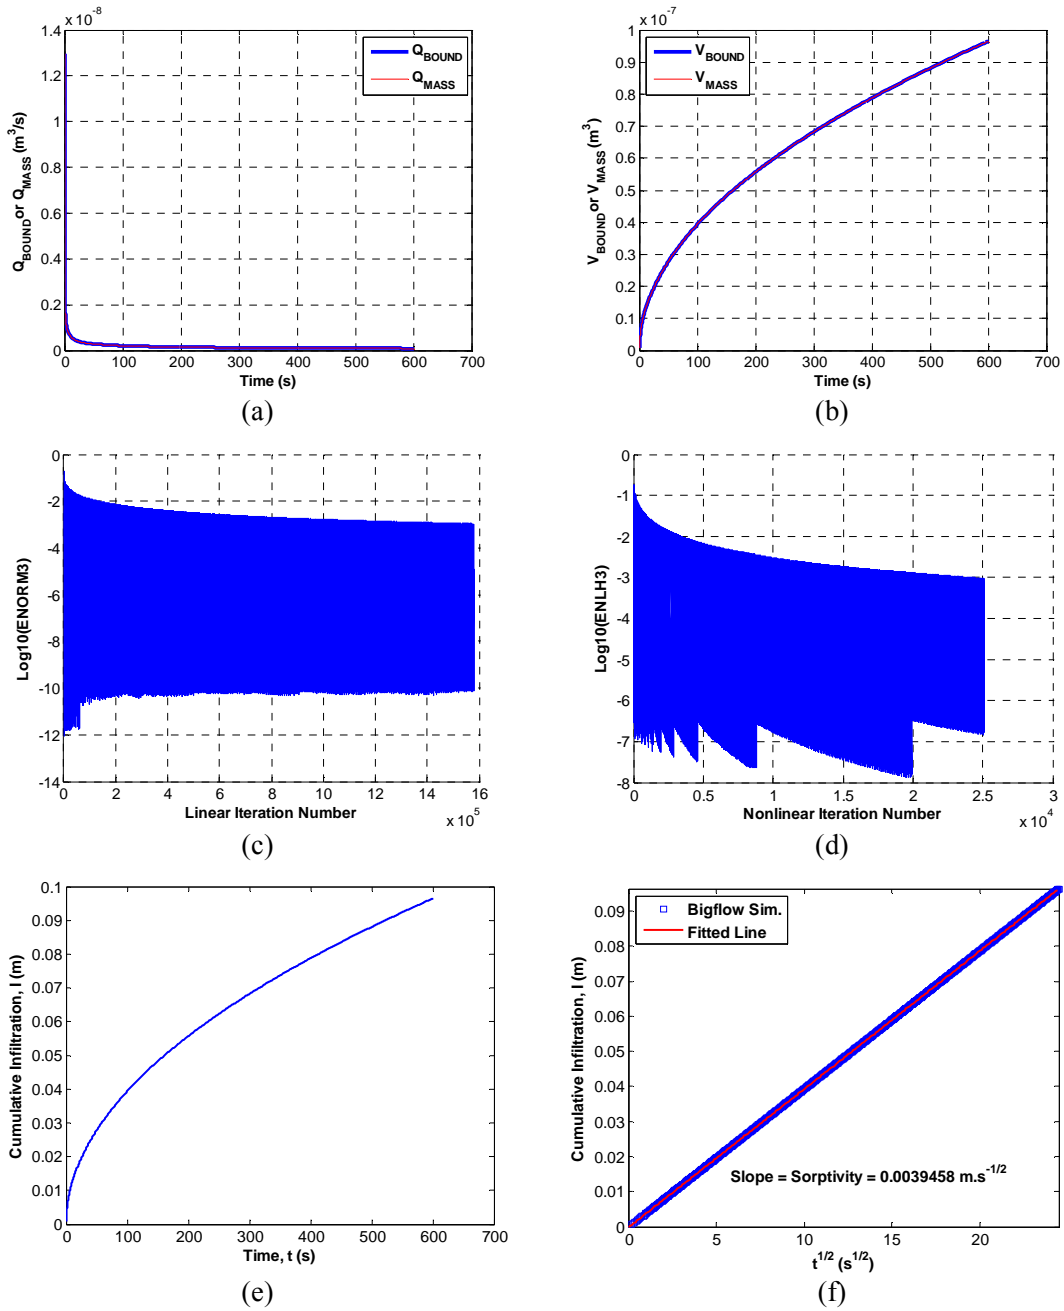 x 10^-8
1.4
1.2
1
0.8
0.6
0.4
0.2
0
Q_BOUND or Q_MASS (m^3/s)
Q_BOUND
Q_MASS
0 100 200 300 400 500 600 700
Time (s)
(a)
x 10^-7
1
0.9
0.8
0.7
0.6
0.5
0.4
0.3
0.2
0.1
0
V_BOUND or V_MASS (m^3)
V_BOUND
V_MASS
0 100 200 300 400 500 600 700
Time (s)
(b)
0
-2
-4
-6
-8
-10
-12
-14
Log10(ENORM3)
0 2 4 6 8 10 12 14 16
Linear Iteration Number
x 10^5
(c)
0
-1
-2
-3
-4
-5
-6
-7
-8
Log10(ENLH3)
0 0.5 1 1.5 2 2.5 3
Nonlinear Iteration Number
x 10^4
(d)
0.1
0.09
0.08
0.07
0.06
0.05
0.04
0.03
0.02
0.01
0
Cumulative Infiltration, I (m)
0 100 200 300 400 500 600 700
Time, t (s)
(e)
0.09
0.08
0.07
0.06
0.05
0.04
0.03
0.02
0.01
0
Cumulative Infiltration, I (m)
Bigflow Sim.
Fitted Line
Slope = Sorptivity = 0.0039458 m.s^-1/2
0 5 10 15 20
t^1/2 (s^1/2)
(f)